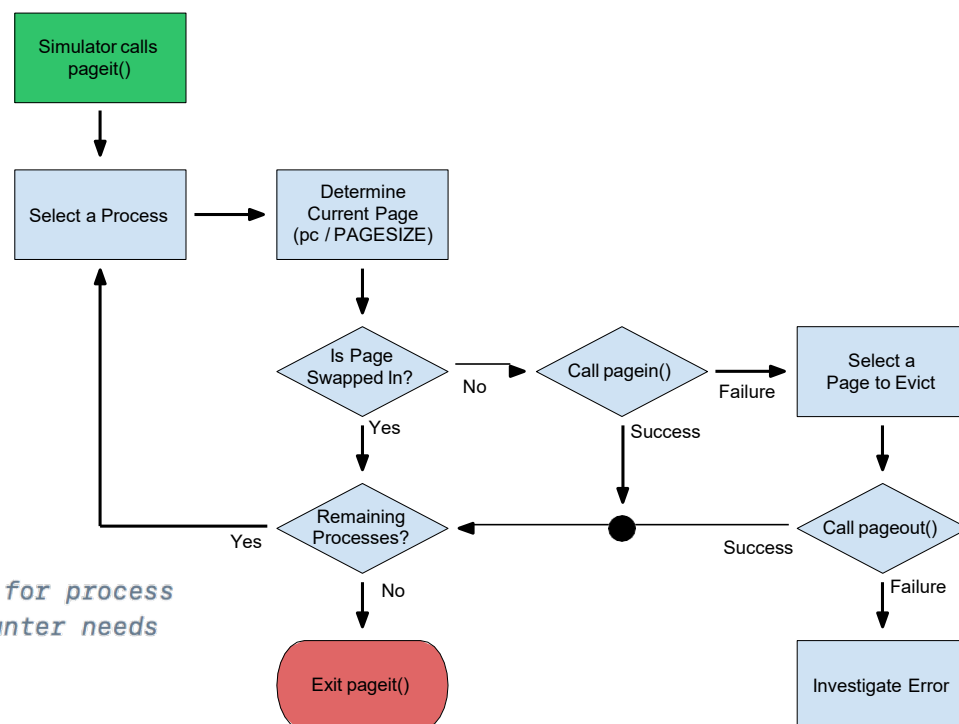 Simulator calls
pageit()
Select a Process
Determine
Current Page
(pc / PAGESIZE)
Is Page
Swapped In?
No
Call pagein()
Failure
Select a
Page to Evict
Yes
Success
Remaining
Processes?
Yes
Call pageout()
Success
No
Failure
for process
nter needs
Exit pageit()
Investigate Error